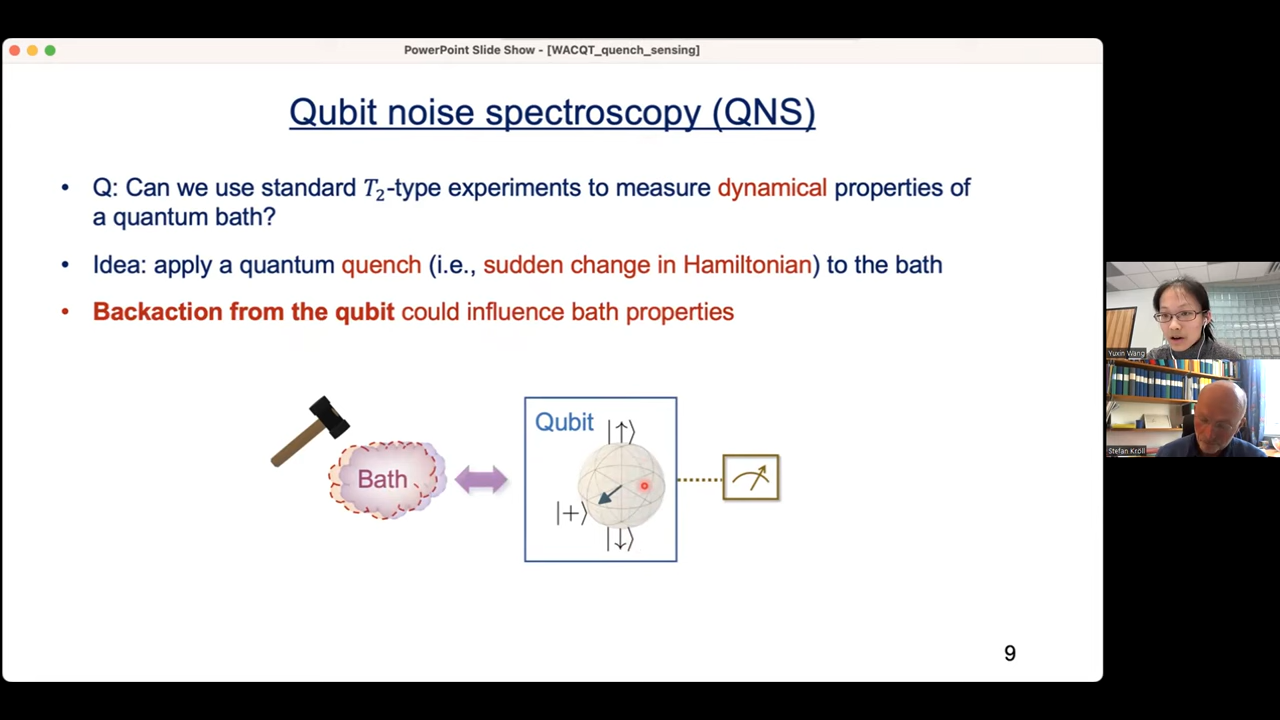 PowerPoint Slide Show - [WACQT_quench_sensing]
Qubit noise spectroscopy (QNS)
• Q: Can we use standard T₂-type experiments to measure dynamical properties of
a quantum bath?
• Idea: apply a quantum quench (i.e., sudden change in Hamiltonian) to the bath
• Backaction from the qubit could influence bath properties
Qubit
|↑⟩
Bath
|+⟩
|↓⟩
9
Yuxin Wang
Stefan Kröll